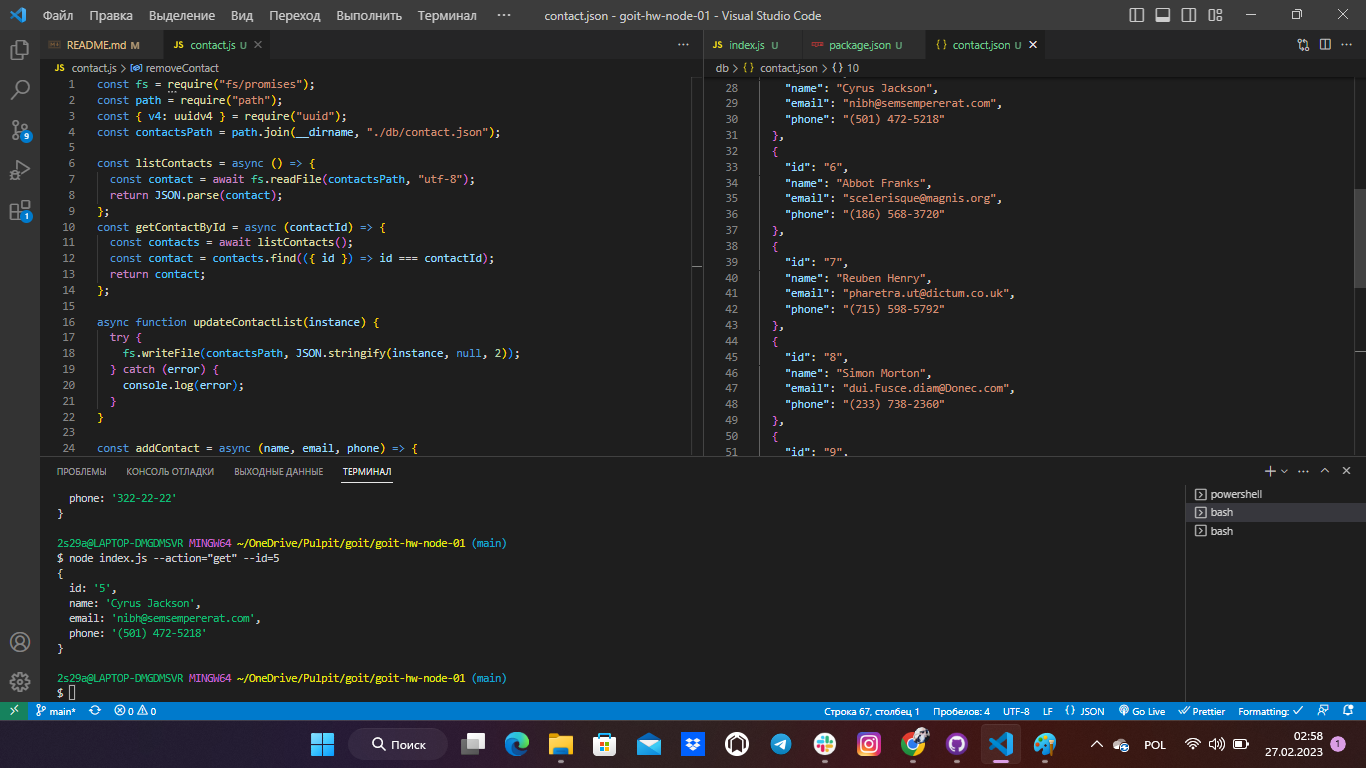 Файл Правка Выделение Вид Переход Выполнить Терминал ··· contact.json - goit-hw-node-01 - Visual Studio Code
README.md M JS contact.js U ···
JS contact.js > removeContact
1 const fs = require("fs/promises");
2 const path = require("path");
3 const { v4: uuidv4 } = require("uuid");
4 const contactsPath = path.join(__dirname, "./db/contact.json");
5
6 const listContacts = async () => {
7 const contact = await fs.readFile(contactsPath, "utf-8");
8 return JSON.parse(contact);
9 };
10 const getContactById = async (contactId) => {
11 const contacts = await listContacts();
12 const contact = contacts.find(({ id }) => id === contactId);
13 return contact;
14 };
15
16 async function updateContactList(instance) {
17 try {
18 fs.writeFile(contactsPath, JSON.stringify(instance, null, 2));
19 } catch (error) {
20 console.log(error);
21 }
22 }
23
24 const addContact = async (name, email, phone) => {
JS index.js U package.json U {} contact.json U ···
db > {} contact.json > {} 10
28 "name": "Cyrus Jackson",
29 "email": "nibh@semsempererat.com",
30 "phone": "(501) 472-5218"
31 },
32 {
33 "id": "6",
34 "name": "Abbot Franks",
35 "email": "scelerisque@magnis.org",
36 "phone": "(186) 568-3720"
37 },
38 {
39 "id": "7",
40 "name": "Reuben Henry",
41 "email": "pharetra.ut@dictum.co.uk",
42 "phone": "(715) 598-5792"
43 },
44 {
45 "id": "8",
46 "name": "Simon Morton",
47 "email": "dui.Fusce.diam@Donec.com",
48 "phone": "(233) 738-2360"
49 },
50 {
51 "id": "9",
9
1
ПРОБЛЕМЫ КОНСОЛЬ ОТЛАДКИ ВЫХОДНЫЕ ДАННЫЕ ТЕРМИНАЛ
phone: '322-22-22'
}
2s29a@LAPTOP-DMGDMSVR MINGW64 ~/OneDrive/Pulpit/goit/goit-hw-node-01 (main)
$ node index.js --action="get" --id=5
{
id: '5',
name: 'Cyrus Jackson',
email: 'nibh@semsempererat.com',
phone: '(501) 472-5218'
}
2s29a@LAPTOP-DMGDMSVR MINGW64 ~/OneDrive/Pulpit/goit/goit-hw-node-01 (main)
$
powershell
bash
bash
main* 0 0 Строка 67, столбец 1 Пробелов: 4 UTF-8 LF {} JSON Go Live Prettier Formatting:
Поиск POL 02:58
27.02.2023 1